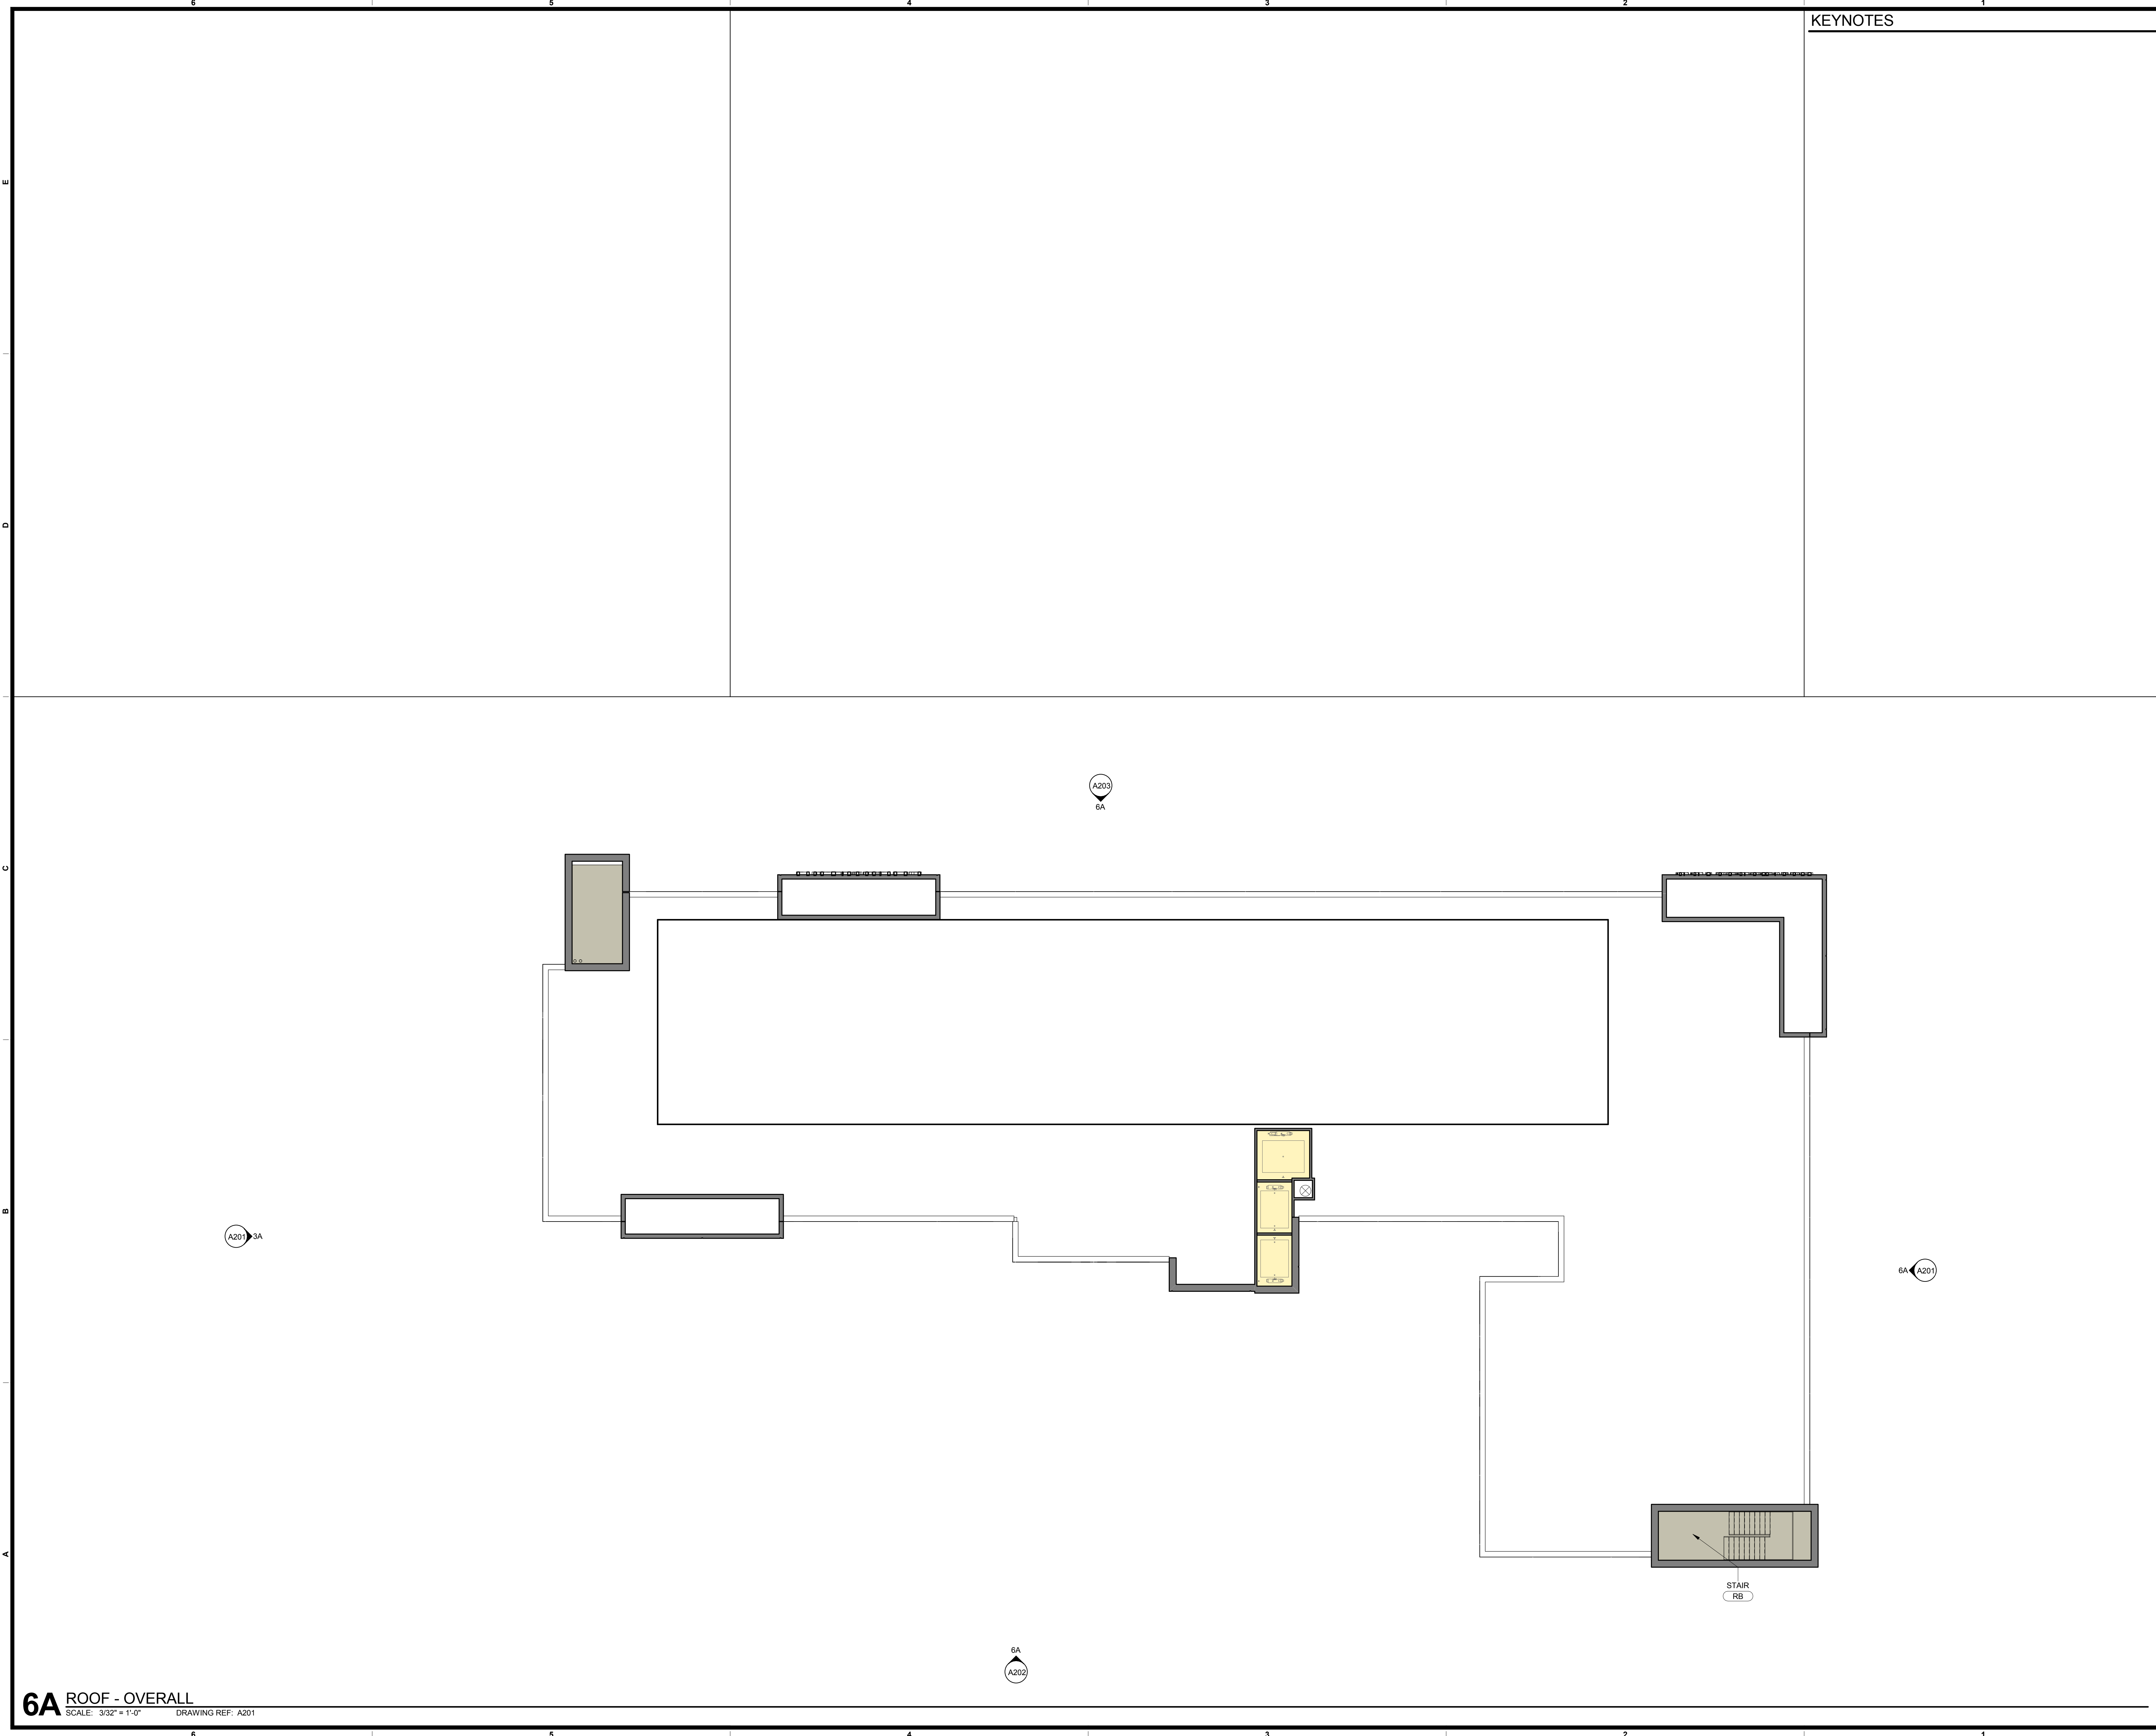 6 5 4 3 2 1
KEYNOTES
E
D
C
B
A
A203
6A
A201 3A
6A A201
STAIR
RB
6A
A202
6A ROOF - OVERALL
SCALE: 3/32" = 1'-0" DRAWING REF: A201
6 5 4 3 2 1